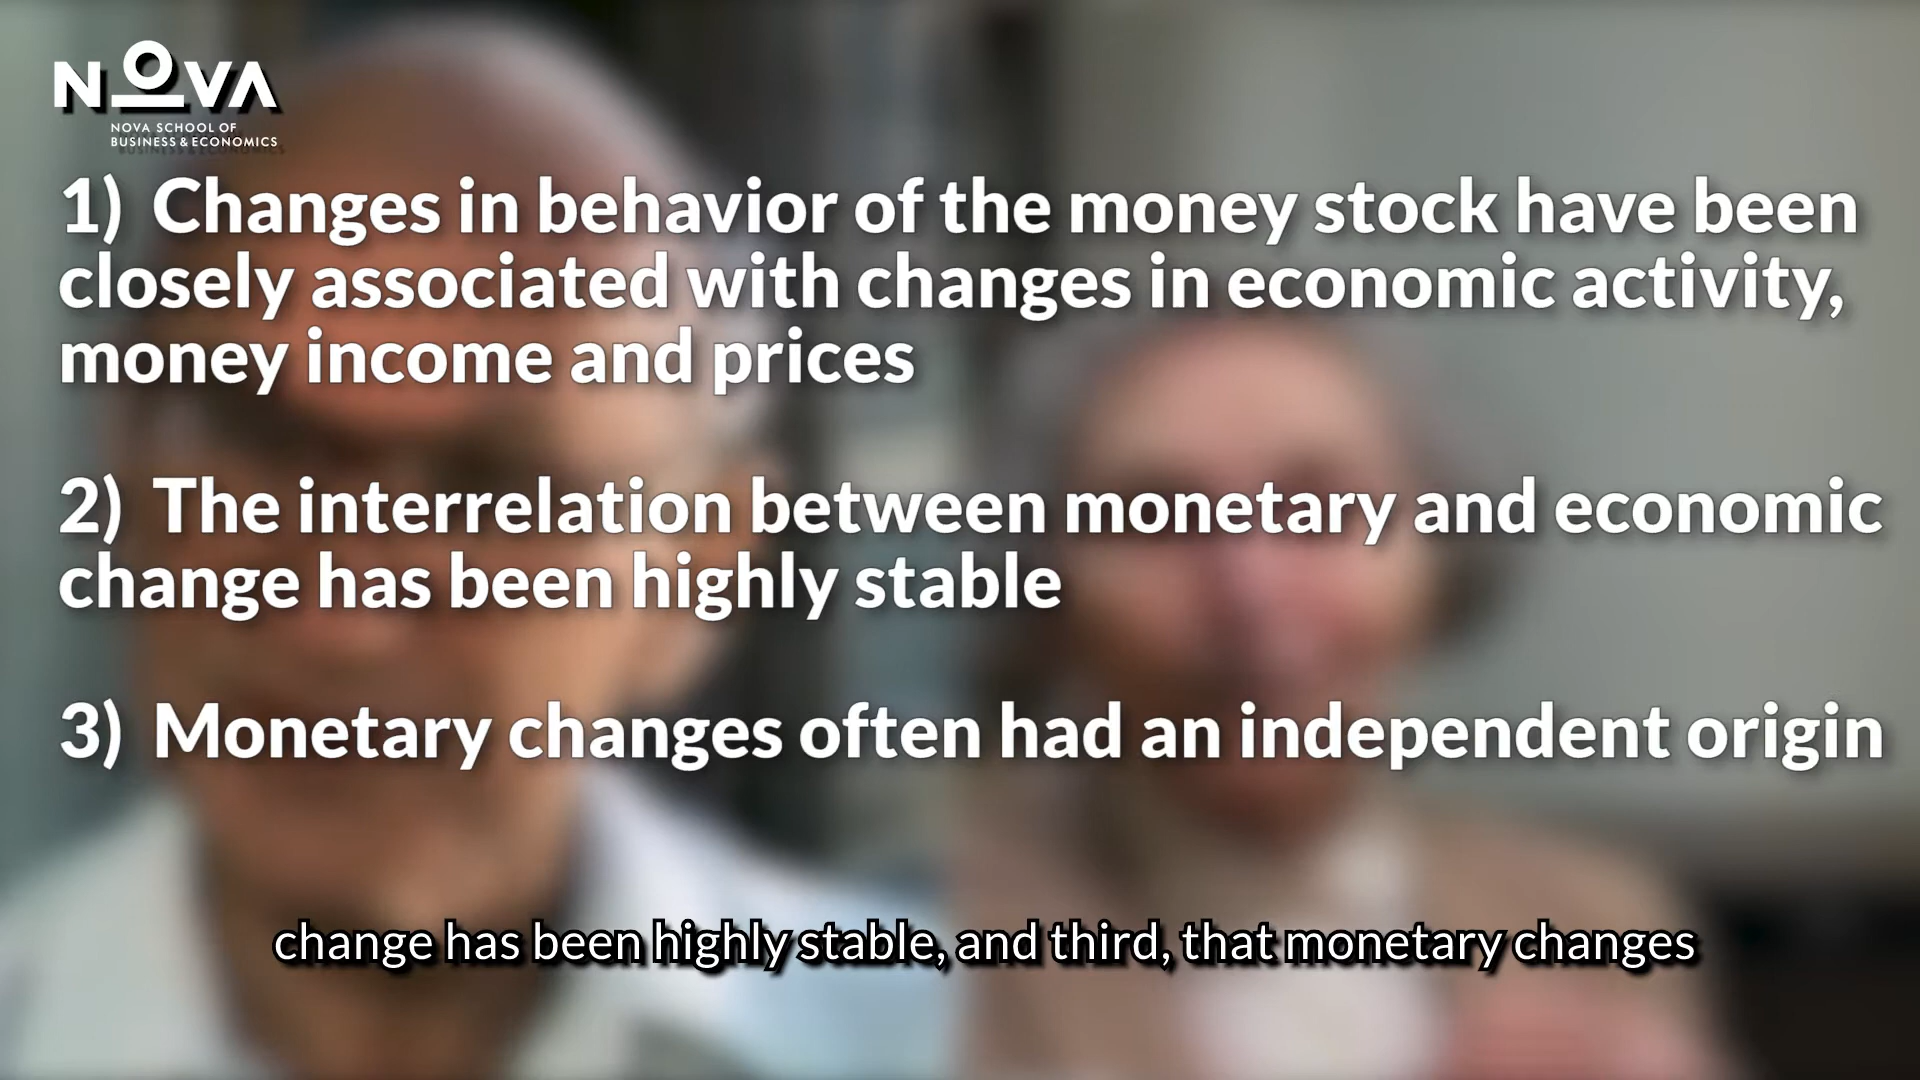 NOVA
NOVA SCHOOL OF
BUSINESS & ECONOMICS
1) Changes in behavior of the money stock have been
closely associated with changes in economic activity,
money income and prices
2) The interrelation between monetary and economic
change has been highly stable
3) Monetary changes often had an independent origin
change has been highly stable, and third, that monetary changes